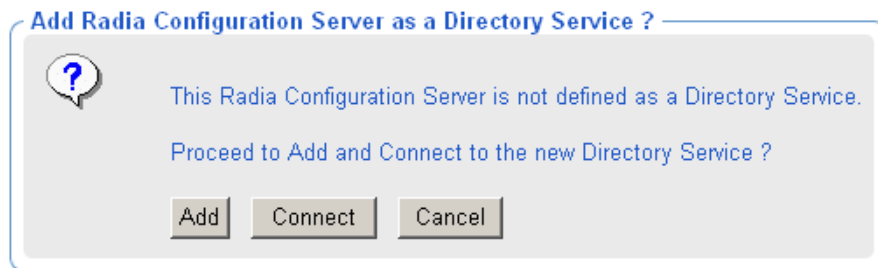 Add Radia Configuration Server as a Directory Service ?
This Radia Configuration Server is not defined as a Directory Service.
Proceed to Add and Connect to the new Directory Service ?
Add Connect Cancel